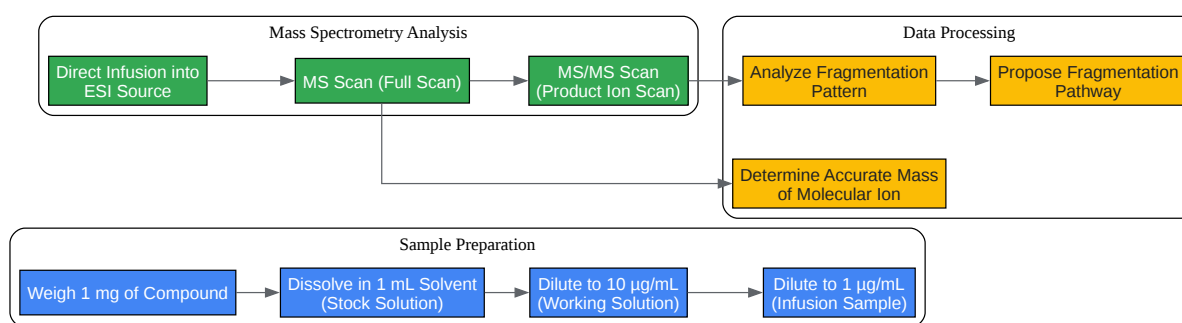 Mass Spectrometry Analysis
Direct Infusion into
ESI Source
MS Scan (Full Scan)
MS/MS Scan
(Product Ion Scan)
Data Processing
Analyze Fragmentation
Pattern
Propose Fragmentation
Pathway
Determine Accurate Mass
of Molecular Ion
Sample Preparation
Weigh 1 mg of Compound
Dissolve in 1 mL Solvent
(Stock Solution)
Dilute to 10 µg/mL
(Working Solution)
Dilute to 1 µg/mL
(Infusion Sample)